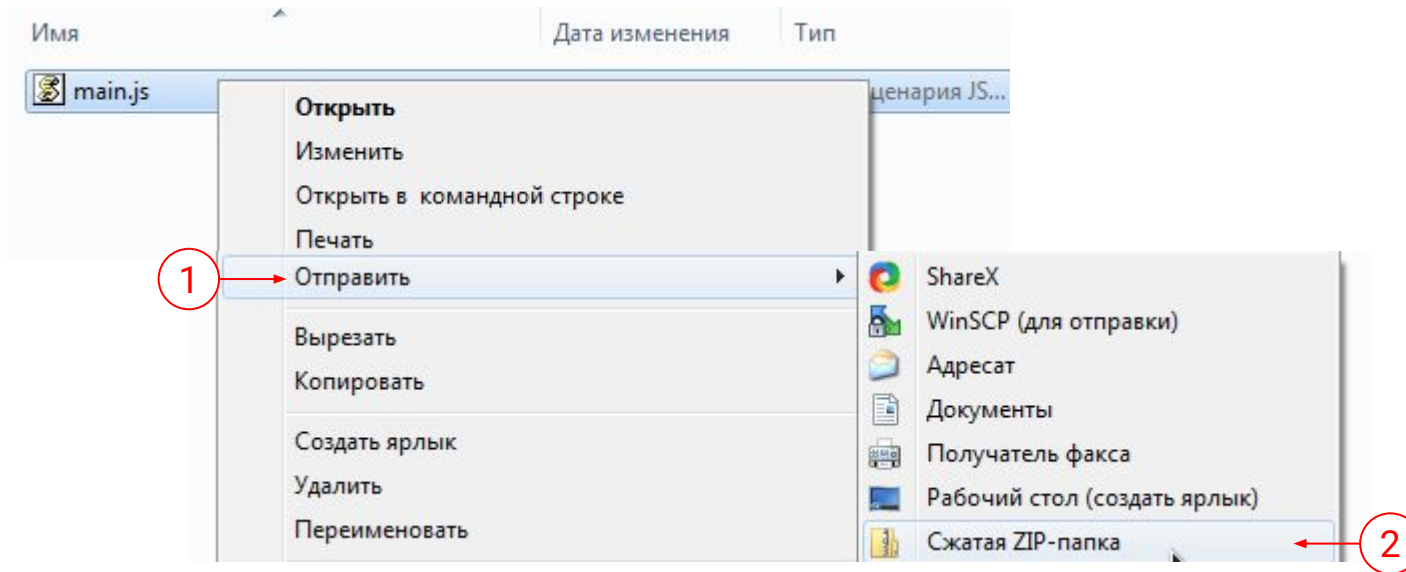 Имя Дата изменения Тип
main.js ценария JS...
Открыть
Изменить
Открыть в командной строке
Печать
1 Отправить
Вырезать
Копировать
Создать ярлык
Удалить
Переименовать
ShareX
WinSCP (для отправки)
Адресат
Документы
Получатель факса
Рабочий стол (создать ярлык)
Сжатая ZIP-папка 2